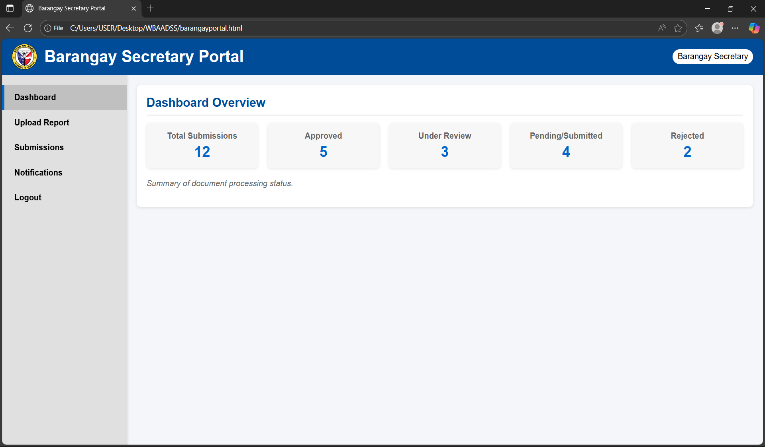 Barangay Secretary Portal
File C:/Users/USER/Desktop/WBAADSS/barangayportal.html
Barangay Secretary Portal
Barangay Secretary
Dashboard
Upload Report
Submissions
Notifications
Logout
Dashboard Overview
Total Submissions
12
Approved
5
Under Review
3
Pending/Submitted
4
Rejected
2
Summary of document processing status.